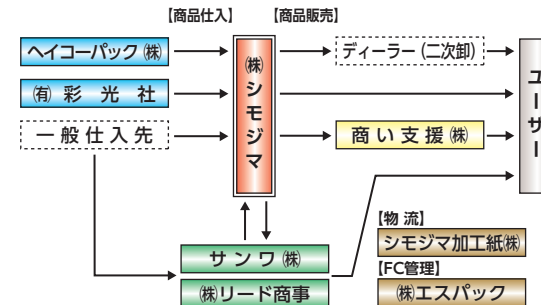 【商品仕入】 【商品販売】
ヘイコーパック㈱
㈲彩光社
一般仕入先
㈱シモジマ
ディーラー（二次卸）
商い支援㈱
ユーザー
サンワ㈱
㈱リード商事
【物 流】
シモジマ加工紙㈱
【FC管理】
㈱エスパック